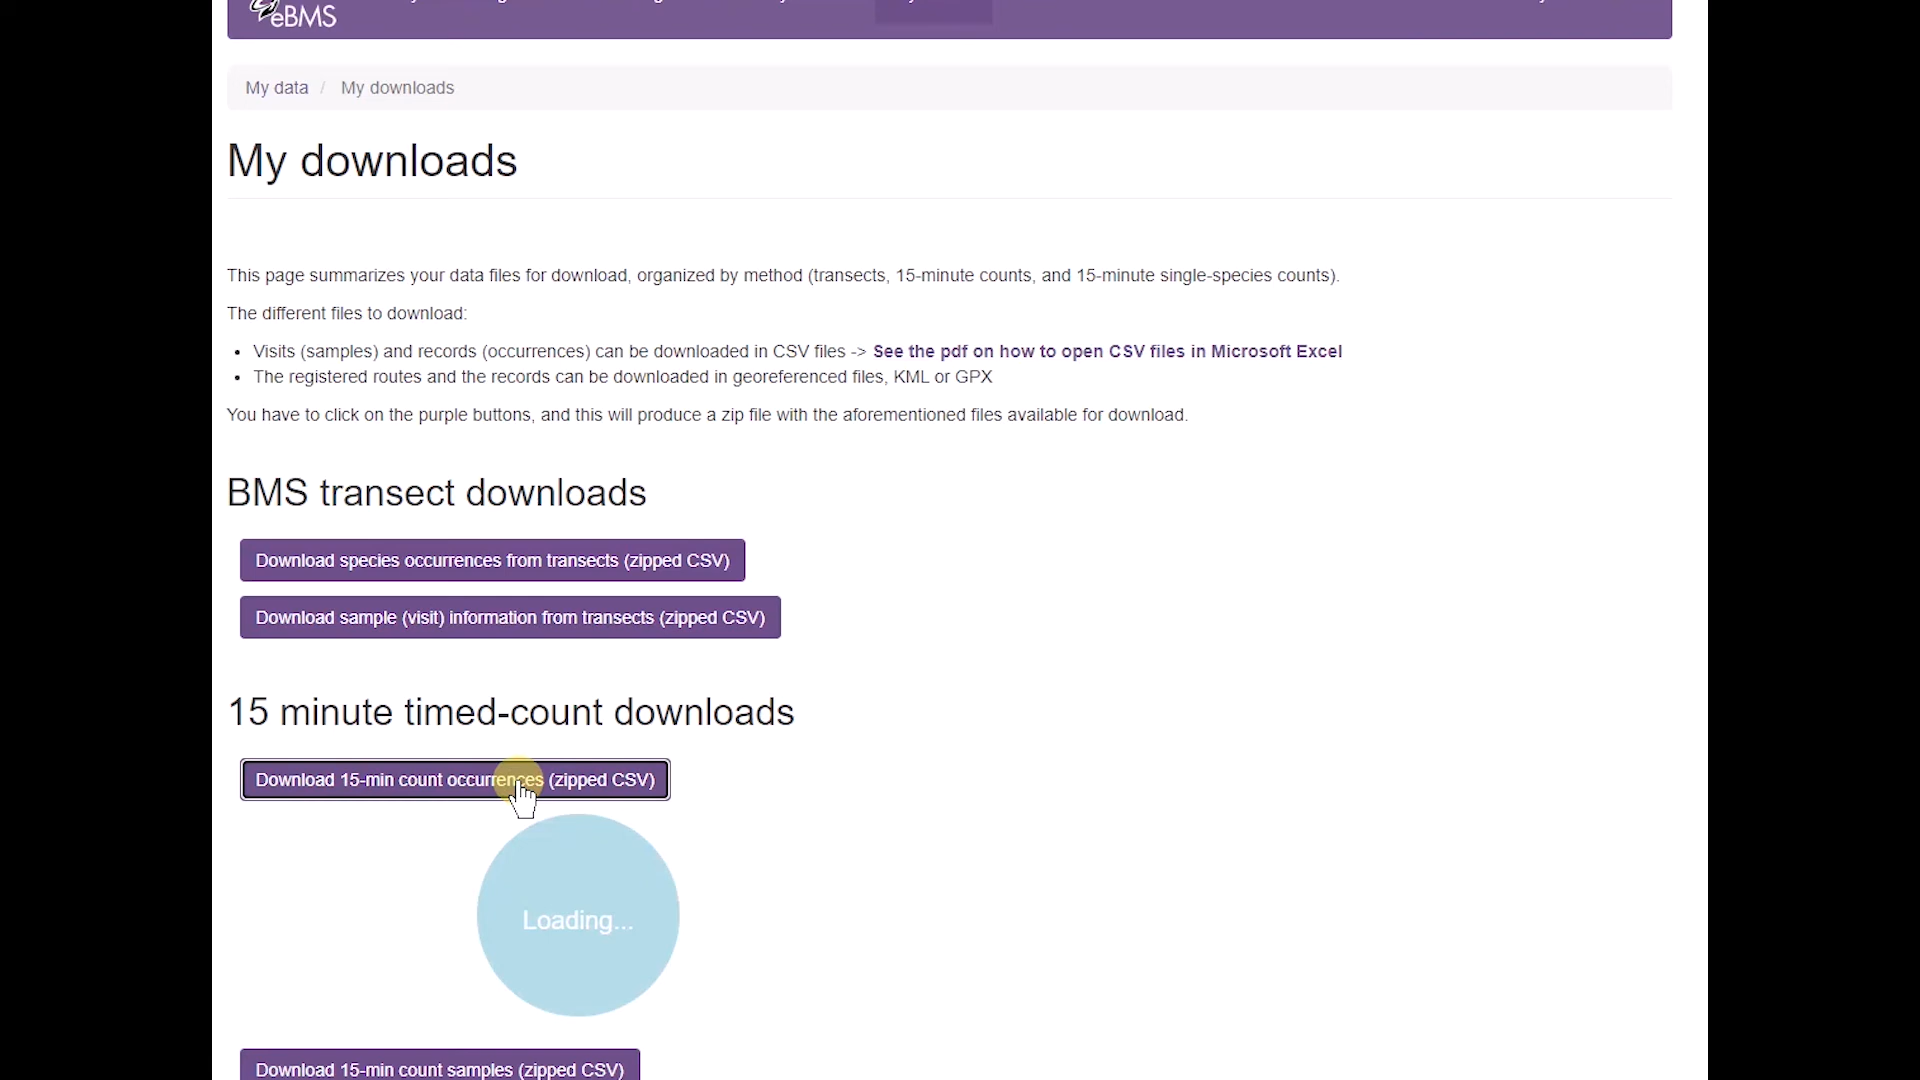 eBMS
My data / My downloads
My downloads
This page summarizes your data files for download, organized by method (transects, 15-minute counts, and 15-minute single-species counts).
The different files to download:
• Visits (samples) and records (occurrences) can be downloaded in CSV files -> See the pdf on how to open CSV files in Microsoft Excel
• The registered routes and the records can be downloaded in georeferenced files, KML or GPX
You have to click on the purple buttons, and this will produce a zip file with the aforementioned files available for download.
BMS transect downloads
Download species occurrences from transects (zipped CSV)
Download sample (visit) information from transects (zipped CSV)
15 minute timed-count downloads
Download 15-min count occurrences (zipped CSV)
Loading...
Download 15-min count samples (zipped CSV)